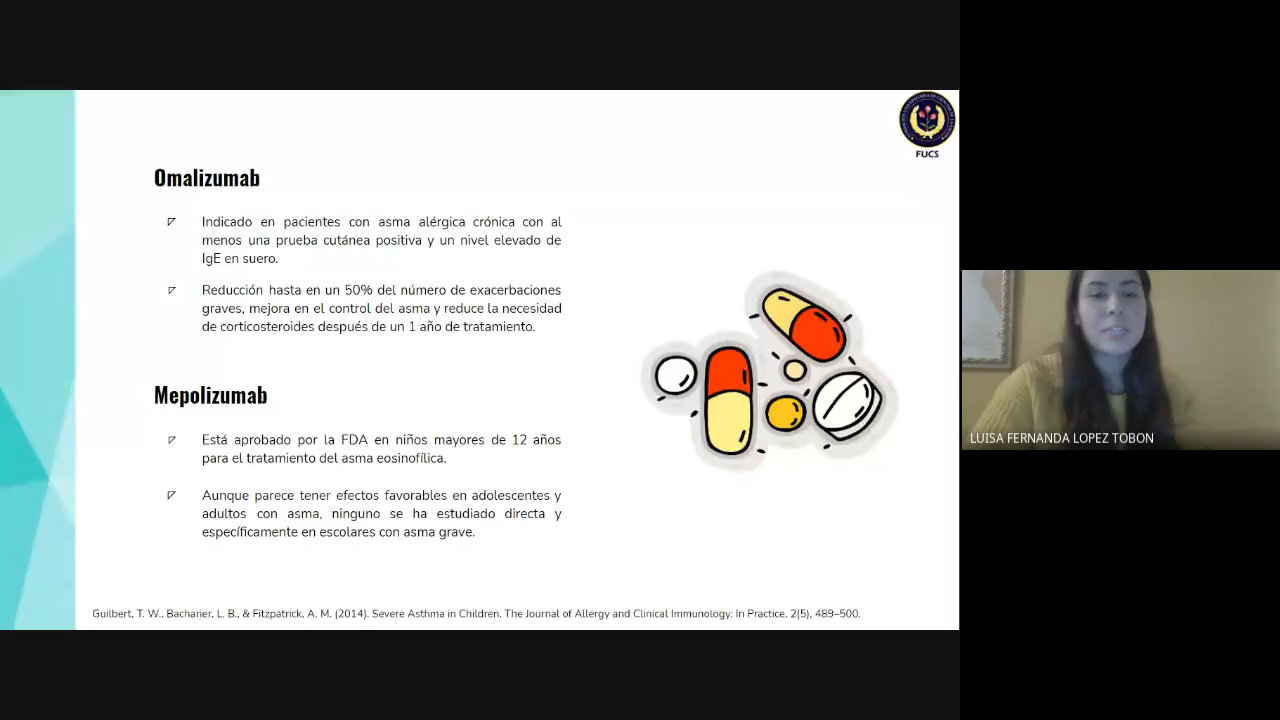 FUCS
Omalizumab
Indicado en pacientes con asma alérgica crónica con al
menos una prueba cutánea positiva y un nivel elevado de
IgE en suero.
Reducción hasta en un 50% del número de exacerbaciones
graves, mejora en el control del asma y reduce la necesidad
de corticosteroides después de un 1 año de tratamiento.
Mepolizumab
Está aprobado por la FDA en niños mayores de 12 años
para el tratamiento del asma eosinofílica.
Aunque parece tener efectos favorables en adolescentes y
adultos con asma, ninguno se ha estudiado directa y
específicamente en escolares con asma grave.
Guilbert, T. W., Bacharier, L. B., & Fitzpatrick, A. M. (2014). Severe Asthma in Children. The Journal of Allergy and Clinical Immunology: In Practice, 2(5), 489–500.
LUISA FERNANDA LOPEZ TOBON